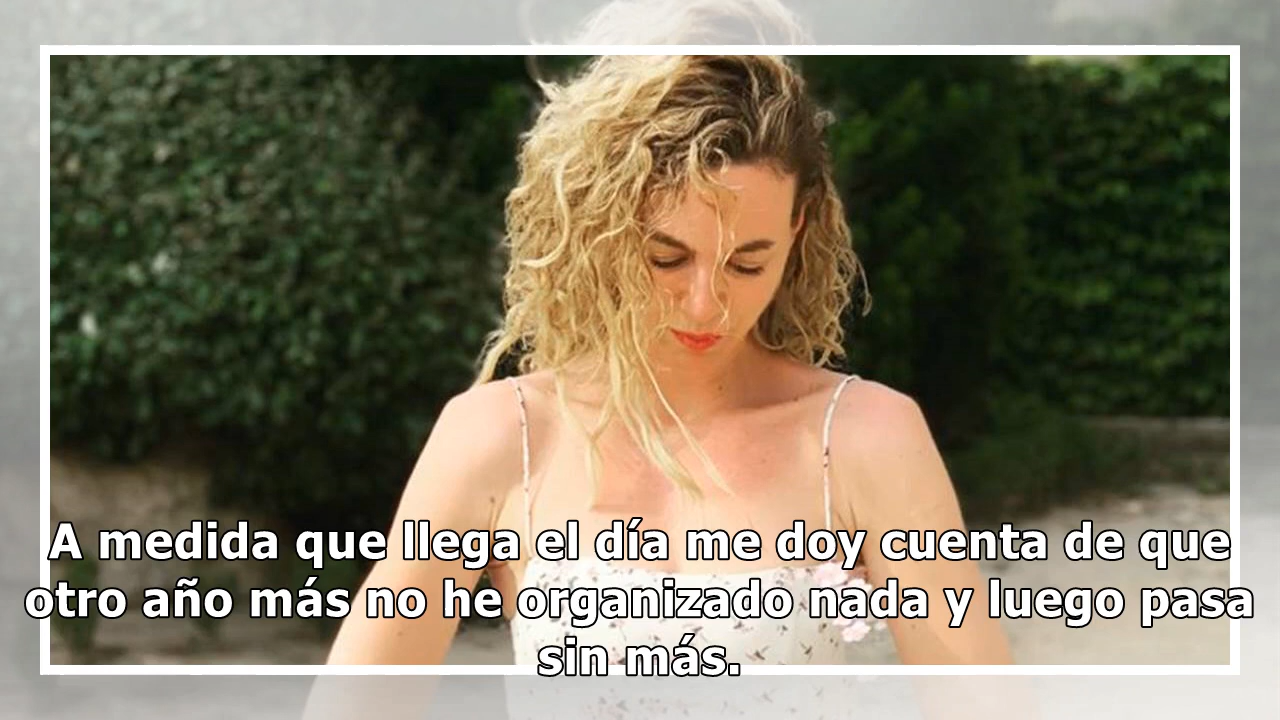 A medida que llega el día me doy cuenta de que
otro año más no he organizado nada y luego pasa
sin más.